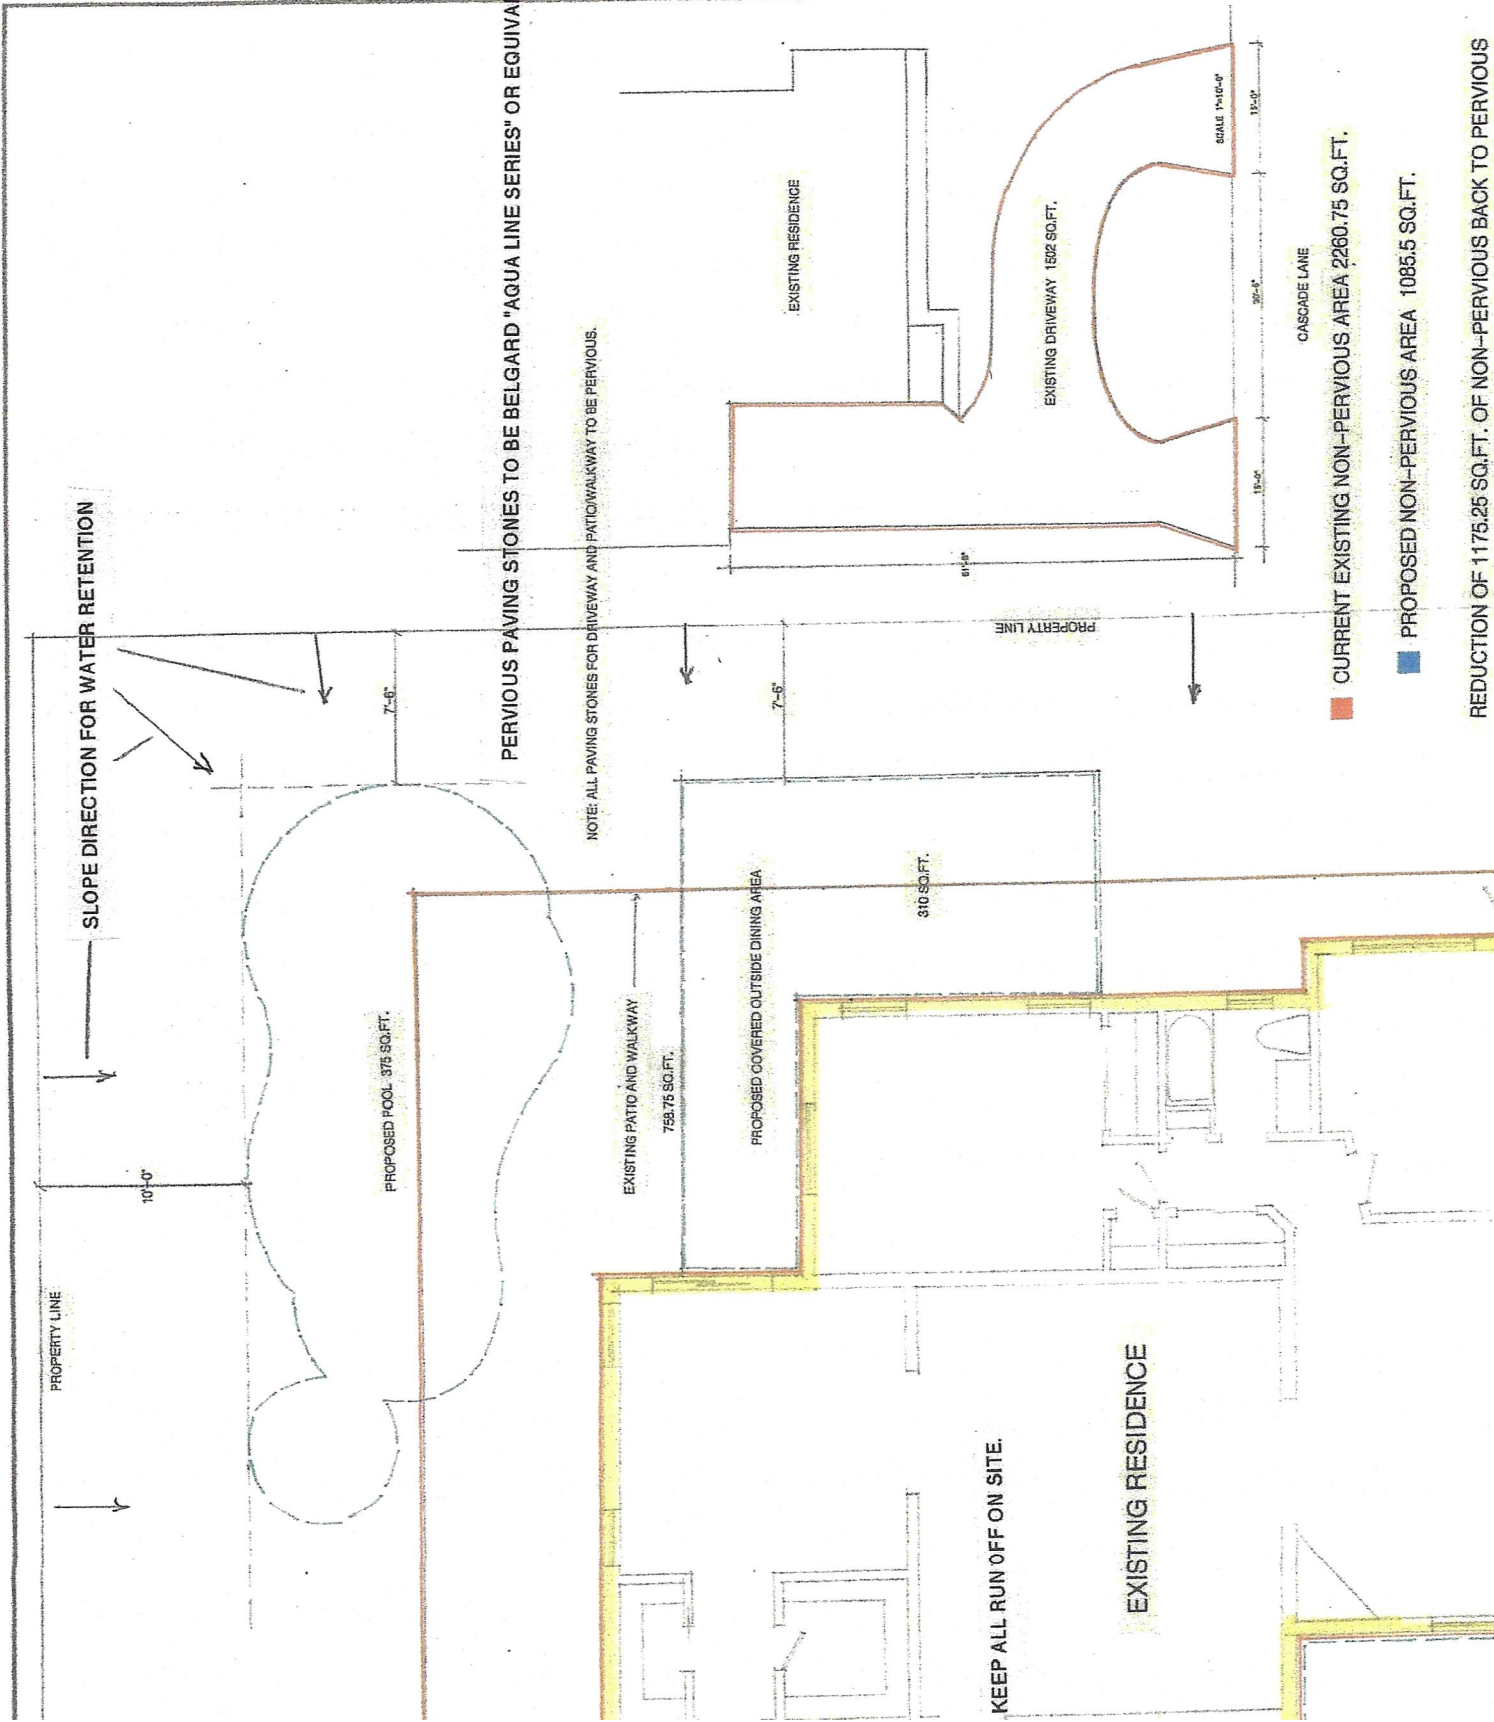 SLOPE DIRECTION FOR WATER RETENTION
PROPERTY LINE
10'-0"
7'-6"
PROPOSED POOL 375 SQ.FT.
PERVIOUS PAVING STONES TO BE BELGARD "AQUA LINE SERIES" OR EQUIVA
NOTE: ALL PAVING STONES FOR DRIVEWAY AND PATIO/WALKWAY TO BE PERVIOUS.
EXISTING PATIO AND WALKWAY
758.75 SQ.FT.
7'-6"
PROPOSED COVERED OUTSIDE DINING AREA
310 SQ.FT.
EXISTING RESIDENCE
EXISTING DRIVEWAY 1502 SQ.FT.
SCALE 1"=10'-0"
15'-0"
30'-6"
15'-0"
PROPERTY LINE
CASCADE LANE
KEEP ALL RUN OFF ON SITE.
EXISTING RESIDENCE
CURRENT EXISTING NON-PERVIOUS AREA 2260.75 SQ.FT.
PROPOSED NON-PERVIOUS AREA 1085.5 SQ.FT.
REDUCTION OF 1175.25 SQ.FT. OF NON-PERVIOUS BACK TO PERVIOUS